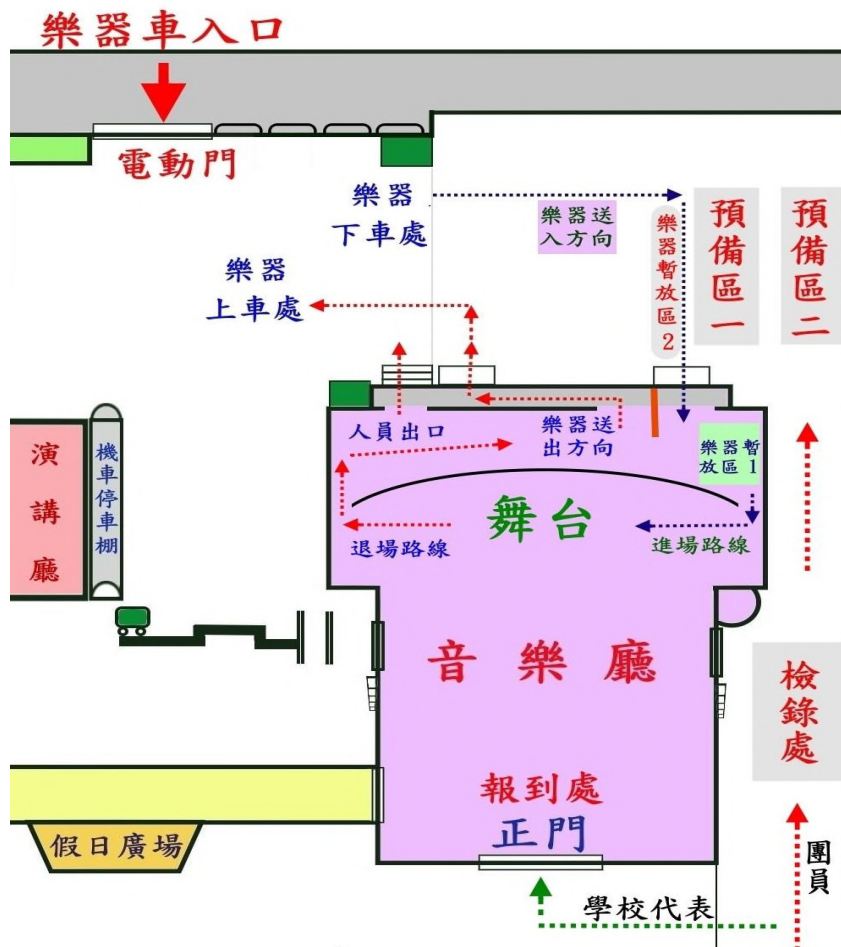 樂器車入口
電動門
樂器
下車處
樂器送
入方向
樂器暫放區2
預備區一
預備區二
樂器
上車處
人員出口
樂器送
出方向
樂器暫
放區1
演講廳
機車停車棚
舞台
退場路線
進場路線
音樂廳
檢錄處
報到處
正門
假日廣場
團員
學校代表